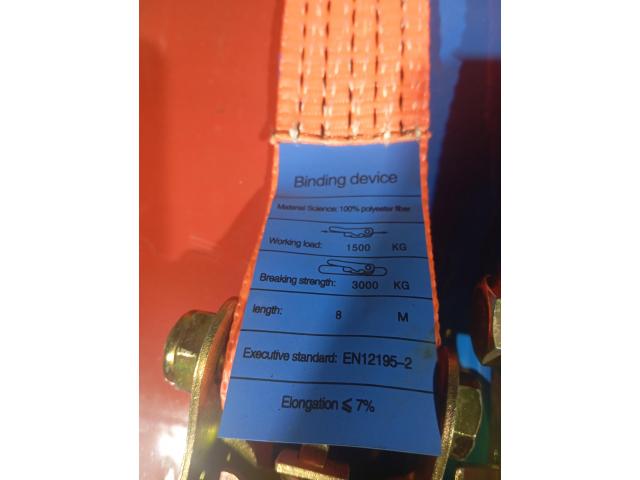 Binding device
Material Science: 100% polyester fiber
Working load: 1500 KG
Breaking strength: 3000 KG
length: 8 M
Executive standard: EN12195-2
Elongation ⩽ 7%